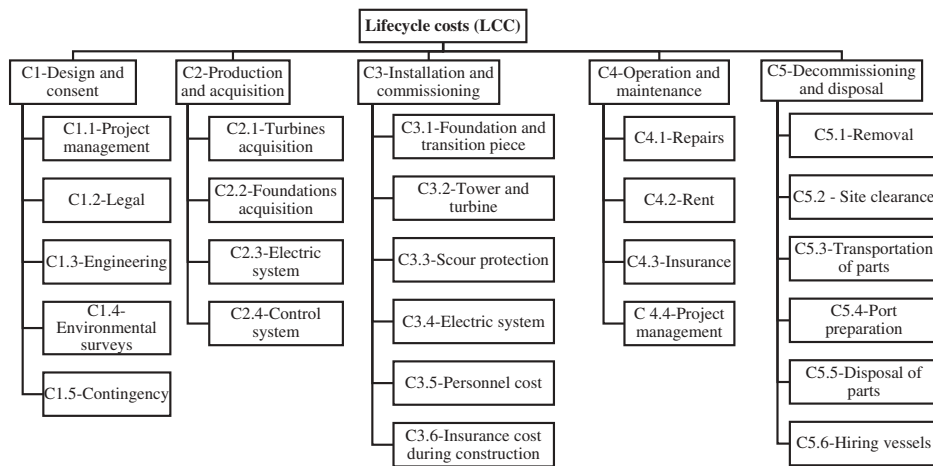 Lifecycle costs (LCC)
C1-Design and
consent
C1.1-Project
management
C1.2-Legal
C1.3-Engineering
C1.4-
Environmental
surveys
C1.5-Contingency
C2-Production
and acquisition
C2.1-Turbines
acquisition
C2.2-Foundations
acquisition
C2.3-Electric
system
C2.4-Control
system
C3-Installation and
commissioning
C3.1-Foundation and
transition piece
C3.2-Tower and
turbine
C3.3-Scour protection
C3.4-Electric system
C3.5-Personnel cost
C3.6-Insurance cost
during construction
C4-Operation and
maintenance
C4.1-Repairs
C4.2-Rent
C4.3-Insurance
C 4.4-Project
management
C5-Decommissioning
and disposal
C5.1-Removal
C5.2 - Site clearance
C5.3-Transportation
of parts
C5.4-Port
preparation
C5.5-Disposal of
parts
C5.6-Hiring vessels